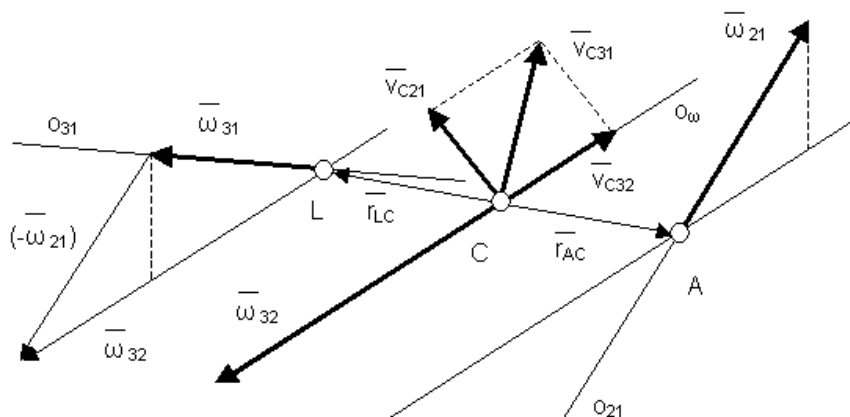 ω̅₂₁
v̅C31
v̅C21
o31
ω̅₃₁
oω
v̅C32
L
r̅LC
(-ω̅₂₁)
C
r̅AC
A
ω̅₃₂
ω̅₃₂
o21